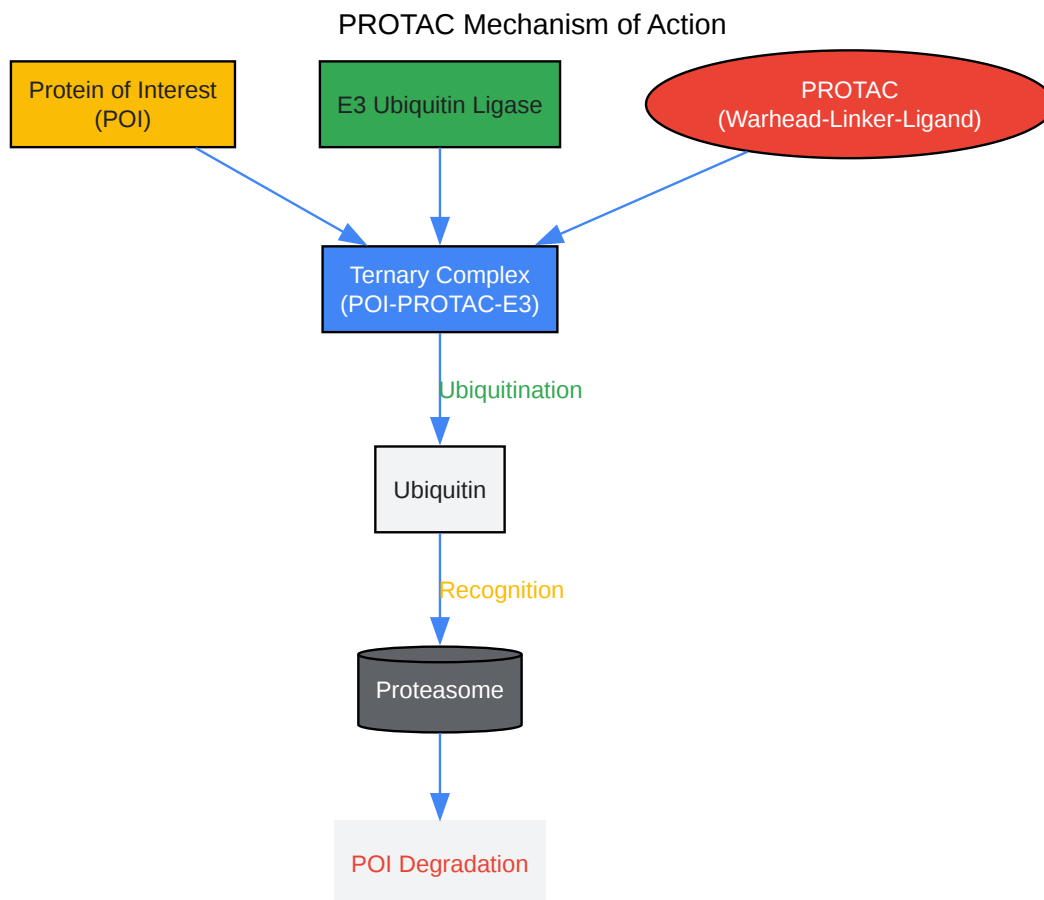 PROTAC Mechanism of Action
Protein of Interest
(POI)
E3 Ubiquitin Ligase
PROTAC
(Warhead-Linker-Ligand)
Ternary Complex
(POI-PROTAC-E3)
Ubiquitination
Ubiquitin
Recognition
Proteasome
POI Degradation